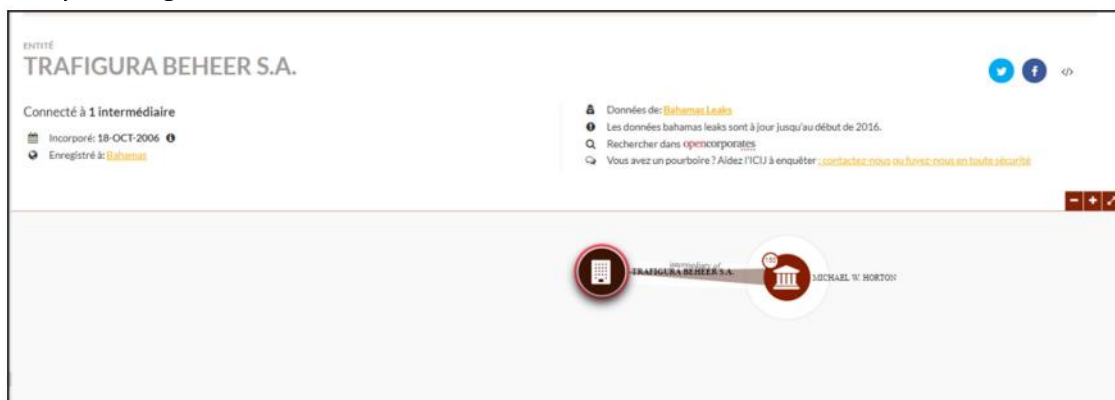 ENTITÉ
TRAFIGURA BEHEER S.A.
Connecté à 1 intermédiaire
Incorporé: 18-OCT-2006
Enregistré à: Bahamas
Données de: Bahamas Leaks
Les données bahamas leaks sont à jour jusqu'au début de 2016.
Rechercher dans opencorporates
Vous avez un pourboire ? Aidez l'ICIJ à enquêter : contactez-nous ou fuyez-nous en toute sécurité
intermediary of
TRAFIGURA BEHEER S.A.
MICHAEL W. HORTON